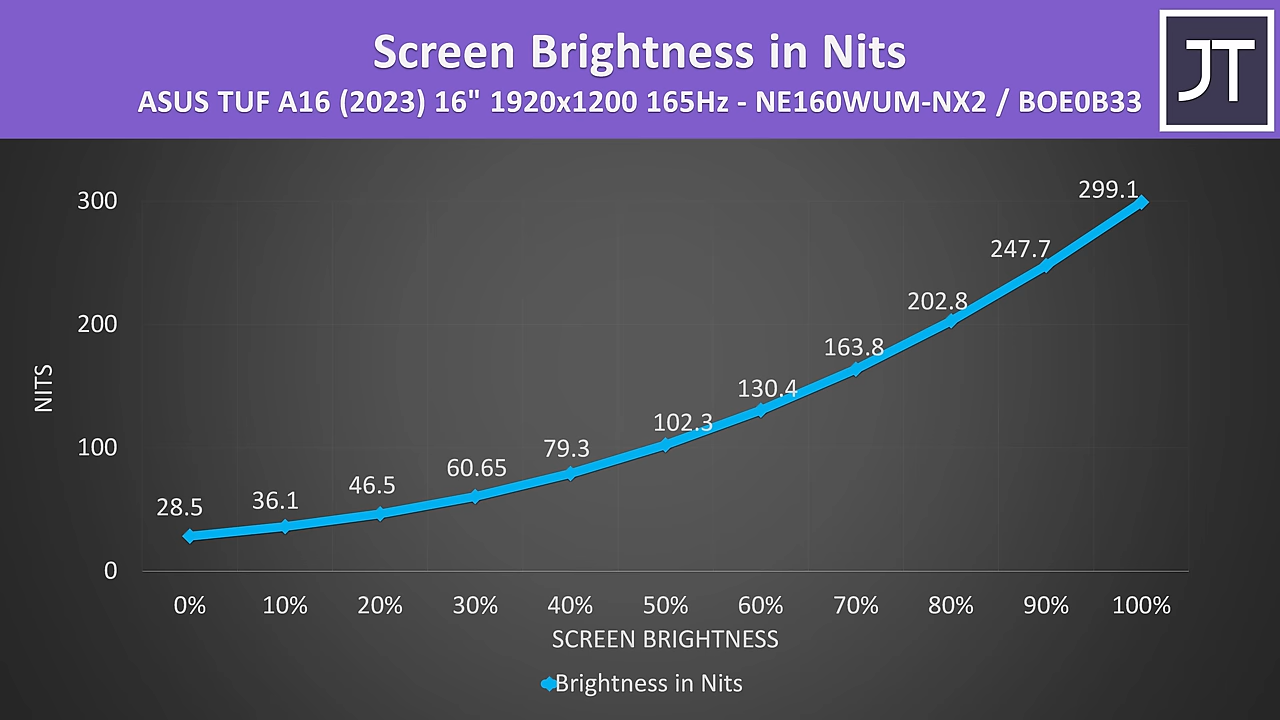 Screen Brightness in Nits
ASUS TUF A16 (2023) 16" 1920x1200 165Hz - NE160WUM-NX2 / BOE0B33
JT
300
200
100
0
NITS
28.5
36.1
46.5
60.65
79.3
102.3
130.4
163.8
202.8
247.7
299.1
0% 10% 20% 30% 40% 50% 60% 70% 80% 90% 100%
SCREEN BRIGHTNESS
Brightness in Nits